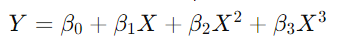 Y = β₀ + β₁X + β₂X² + β₃X³